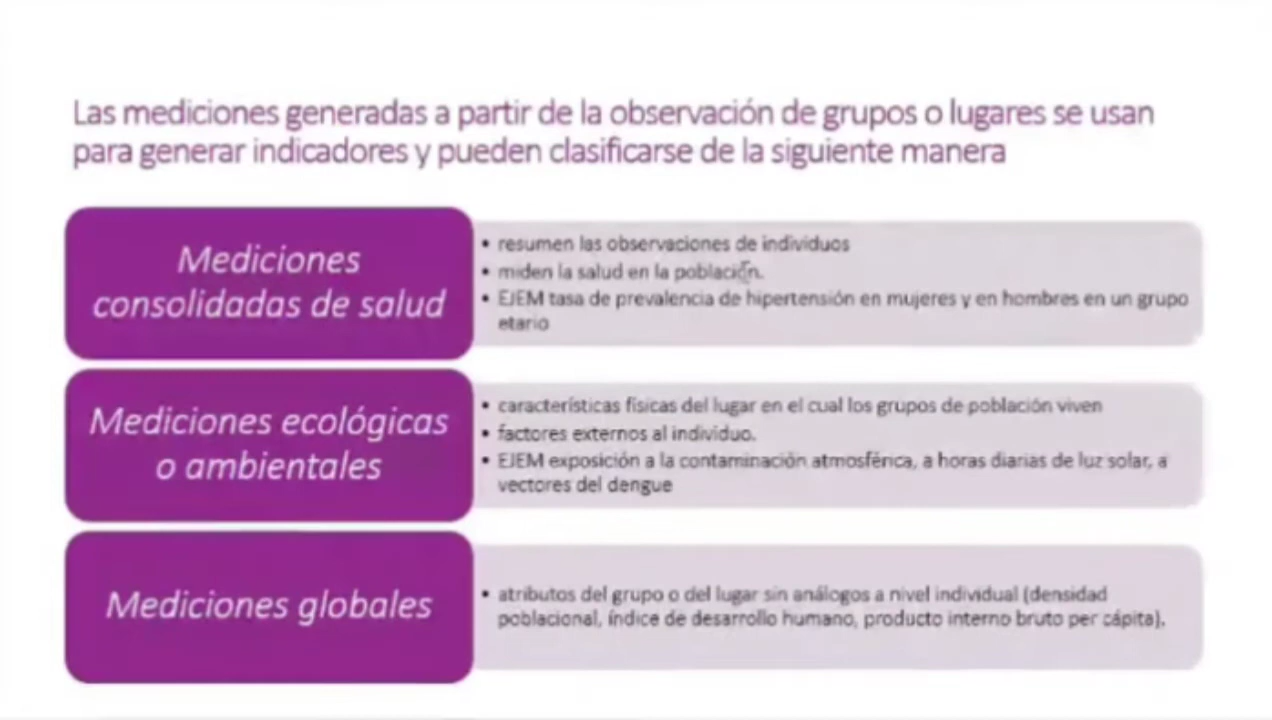 Las mediciones generadas a partir de la observación de grupos o lugares se usan
para generar indicadores y pueden clasificarse de la siguiente manera
Mediciones
consolidadas de salud
• resumen las observaciones de individuos
• miden la salud en la población.
• EJEM tasa de prevalencia de hipertensión en mujeres y en hombres en un grupo
etario
Mediciones ecológicas
o ambientales
• características físicas del lugar en el cual los grupos de población viven
• factores externos al individuo.
• EJEM exposición a la contaminación atmosférica, a horas diarias de luz solar, a
vectores del dengue
Mediciones globales
• atributos del grupo o del lugar sin análogos a nivel individual (densidad
poblacional, índice de desarrollo humano, producto interno bruto per cápita).